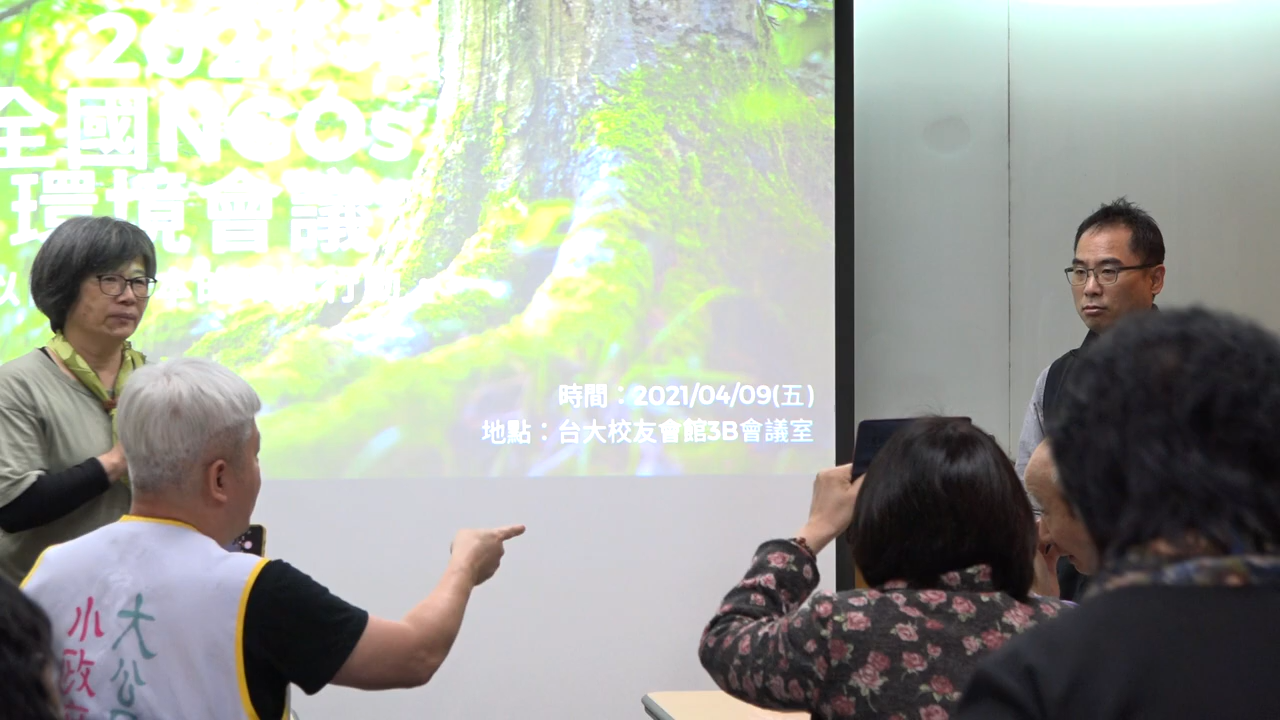 2021
全國NGOs
環境會議
時間：2021/04/09(五)
地點：台大校友會館3B會議室
大公
小政